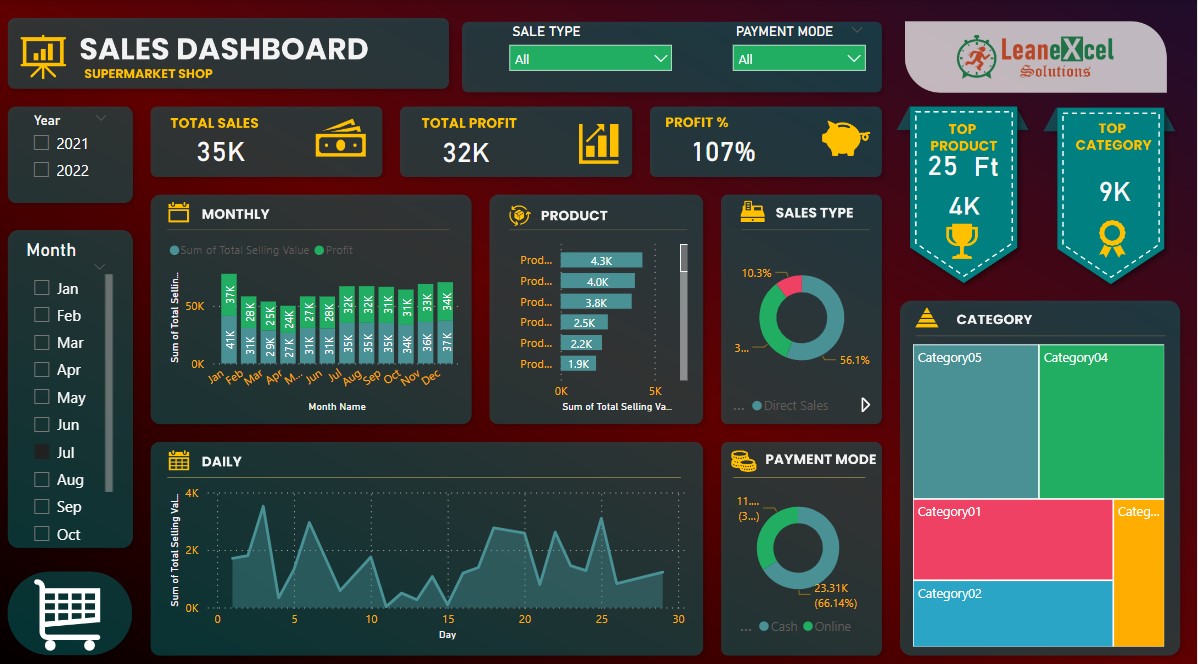 SALES DASHBOARD
SUPERMARKET SHOP
SALE TYPE
All
PAYMENT MODE
All
LeaneXcel
Solutions
Year
2021
2022
TOTAL SALES
35K
TOTAL PROFIT
32K
PROFIT %
107%
TOP
PRODUCT
25 Ft
4K
TOP
CATEGORY
9K
Month
Jan
Feb
Mar
Apr
May
Jun
Jul
Aug
Sep
Oct
MONTHLY
Sum of Total Selling Value Profit
Sum of Total Sellin...
50K
0K
37K 28K 25K 24K 27K 28K 32K 32K 31K 31K 33K 34K
41K 31K 29K 27K 31K 31K 35K 35K 35K 34K 36K 37K
Jan Feb Mar Apr M... Jun Jul Aug Sep Oct Nov Dec
Month Name
PRODUCT
Prod... 4.3K
Prod... 4.0K
Prod... 3.8K
Prod... 2.5K
Prod... 2.2K
Prod... 1.9K
0K 5K
Sum of Total Selling Va...
SALES TYPE
10.3%
3...
56.1%
... Direct Sales
CATEGORY
Category05
Category04
Category01
Categ...
Category02
DAILY
Sum of Total Selling Val...
4K
2K
0K
0 5 10 15 20 25 30
Day
PAYMENT MODE
11....
(3...)
23.31K
(66.14%)
... Cash Online